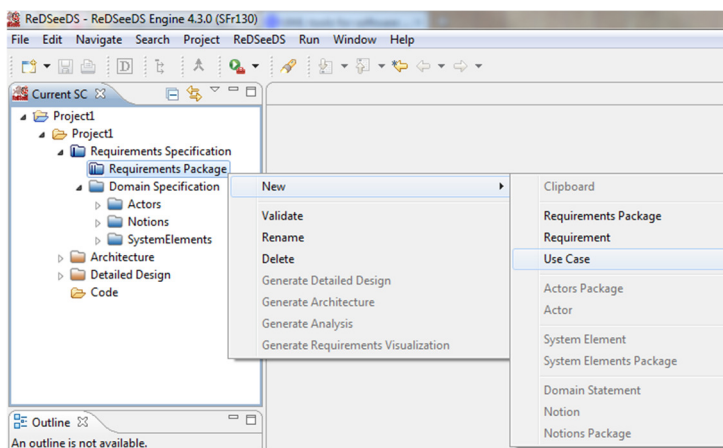 ReDSeeDS - ReDSeeDS Engine 4.3.0 (SFr130)
File Edit Navigate Search Project ReDSeeDS Run Window Help
Current SC
Project1
Project1
Requirements Specification
Requirements Package
Domain Specification
Actors
Notions
SystemElements
Architecture
Detailed Design
Code
New
Validate
Rename
Delete
Generate Detailed Design
Generate Architecture
Generate Analysis
Generate Requirements Visualization
Clipboard
Requirements Package
Requirement
Use Case
Actors Package
Actor
System Element
System Elements Package
Domain Statement
Notion
Notions Package
Outline
An outline is not available.